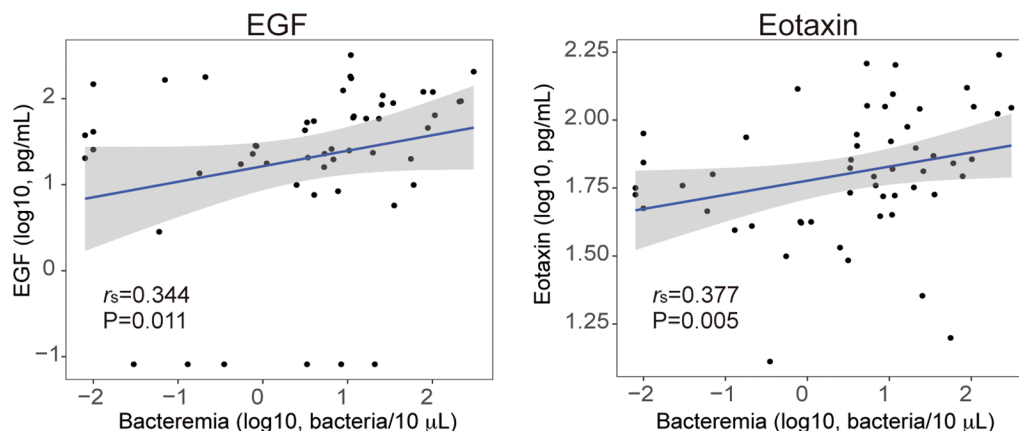 EGF
EGF (log10, pg/mL)
2
1
0
−1
rs=0.344
P=0.011
−2 −1 0 1 2
Bacteremia (log10, bacteria/10 μL)
Eotaxin
Eotaxin (log10, pg/mL)
2.25
2.00
1.75
1.50
1.25
rs=0.377
P=0.005
−2 −1 0 1 2
Bacteremia (log10, bacteria/10 μL)